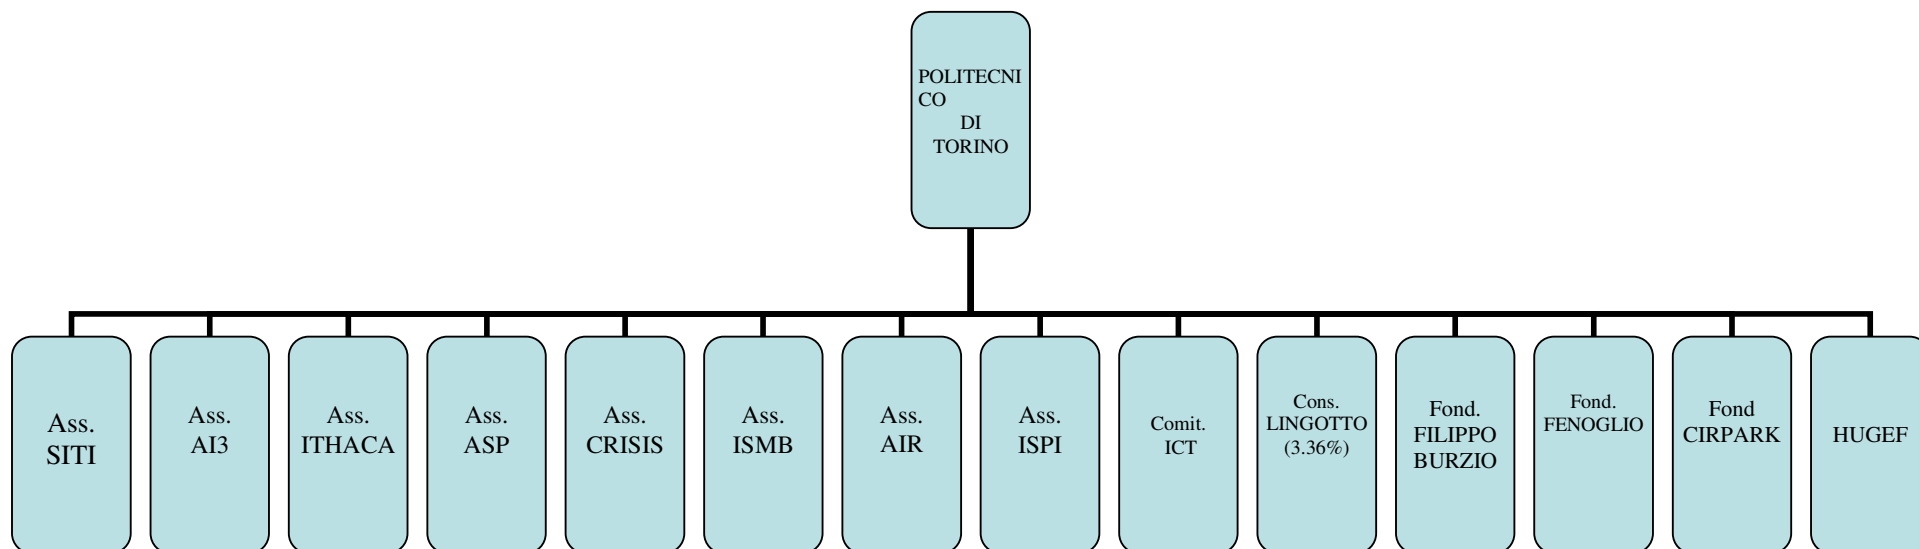 POLITECNI
CO
DI
TORINO
Ass.
SITI
Ass.
AI3
Ass.
ITHACA
Ass.
ASP
Ass.
CRISIS
Ass.
ISMB
Ass.
AIR
Ass.
ISPI
Comit.
ICT
Cons.
LINGOTTO
(3.36%)
Fond.
FILIPPO
BURZIO
Fond.
FENOGLIO
Fond
CIRPARK
HUGEF